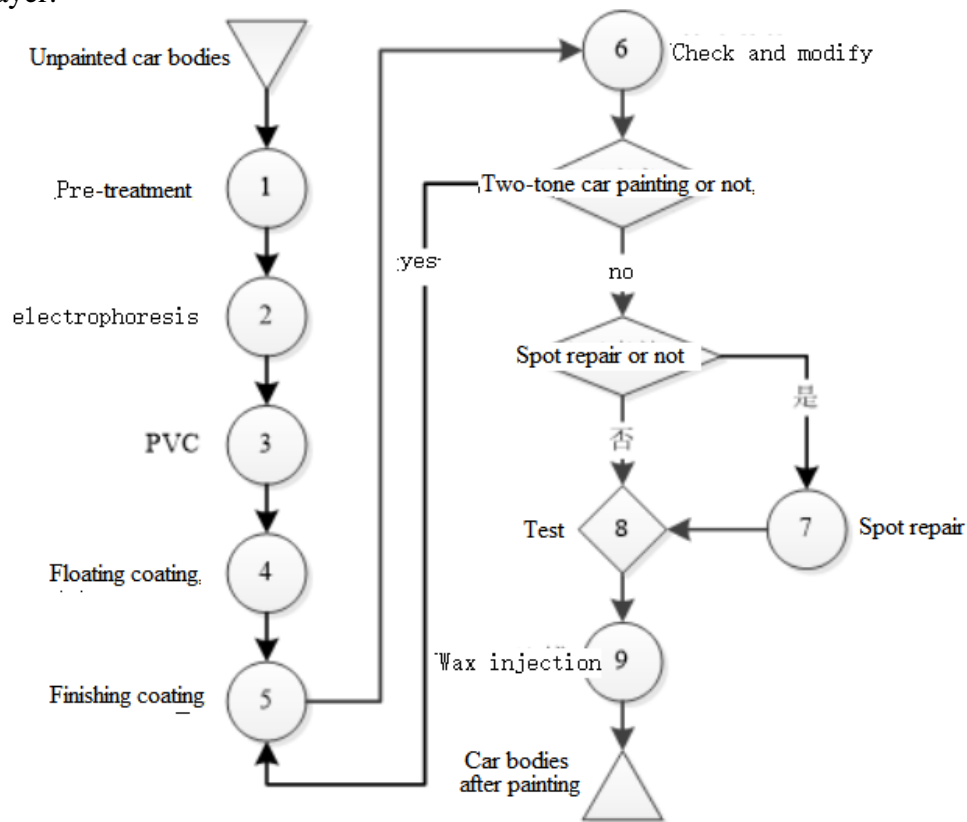 ayer.
Unpainted car bodies
Pre-treatment
1
electrophoresis
2
PVC
3
Floating coating
4
Finishing coating
5
6
Check and modify
Two-tone car painting or not
yes
no
Spot repair or not
是
否
Test
8
7
Spot repair
Wax injection
9
Car bodies
after painting